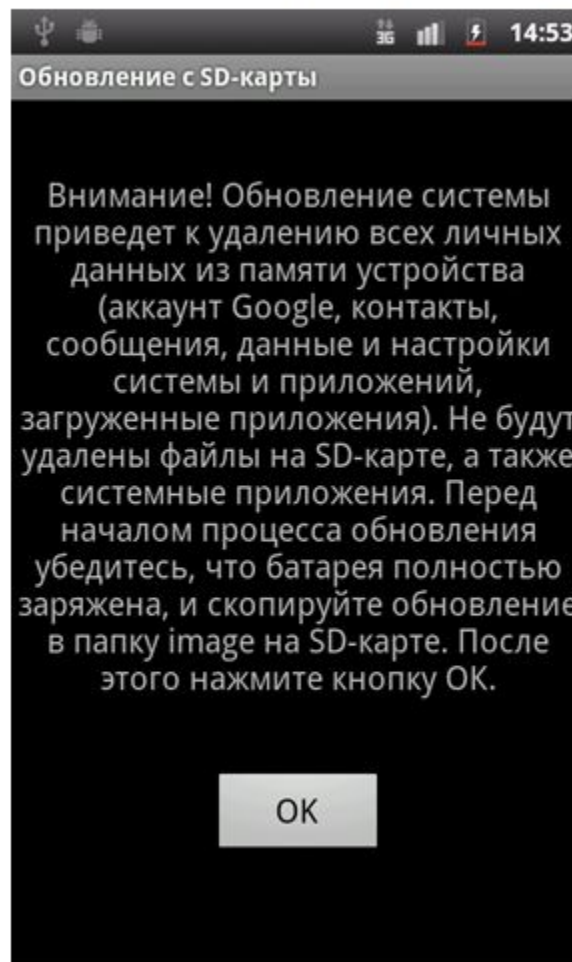 3G 14:53
Обновление с SD-карты
Внимание! Обновление системы
приведет к удалению всех личных
данных из памяти устройства
(аккаунт Google, контакты,
сообщения, данные и настройки
системы и приложений,
загруженные приложения). Не будут
удалены файлы на SD-карте, а также
системные приложения. Перед
началом процесса обновления
убедитесь, что батарея полностью
заряжена, и скопируйте обновление
в папку image на SD-карте. После
этого нажмите кнопку ОК.
OK